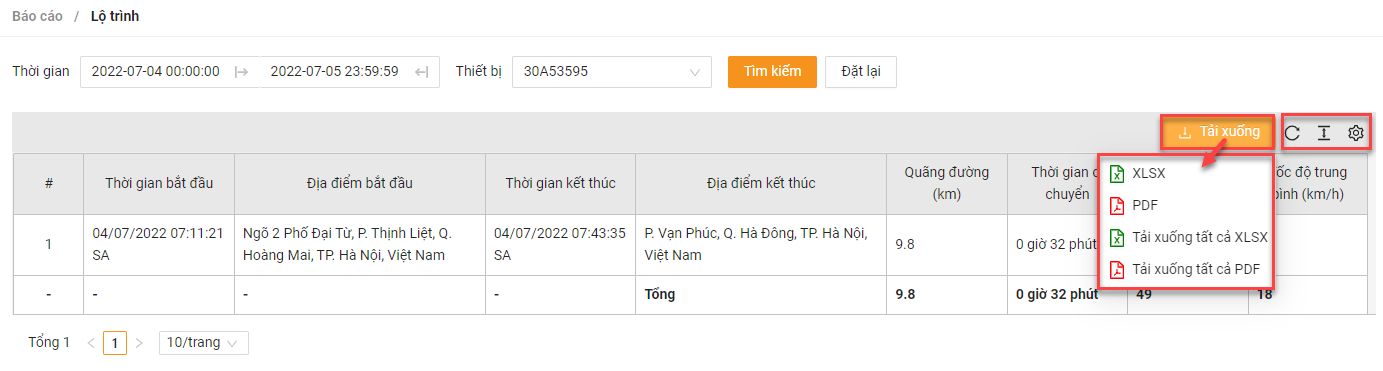 Báo cáo / Lộ trình
Thời gian 2022-07-04 00:00:00 2022-07-05 23:59:59 Thiết bị 30A53595 Tìm kiếm Đặt lại
Tải xuống
XLSX
PDF
Tải xuống tất cả XLSX
Tải xuống tất cả PDF
# Thời gian bắt đầu Địa điểm bắt đầu Thời gian kết thúc Địa điểm kết thúc Quãng đường Thời gian
(km) chuyển
độ trung
(km/h)
1 04/07/2022 07:11:21 Ngõ 2 Phố Đại Từ, P. Thịnh Liệt, Q. 04/07/2022 07:43:35 P. Vạn Phúc, Q. Hà Đông, TP. Hà Nội, 9.8 0 giờ 32 phút
SA Hoàng Mai, TP. Hà Nội, Việt Nam SA Việt Nam
- - - - Tổng 9.8 0 giờ 32 phút 49 18
Tổng 1 < 1 > 10/trang